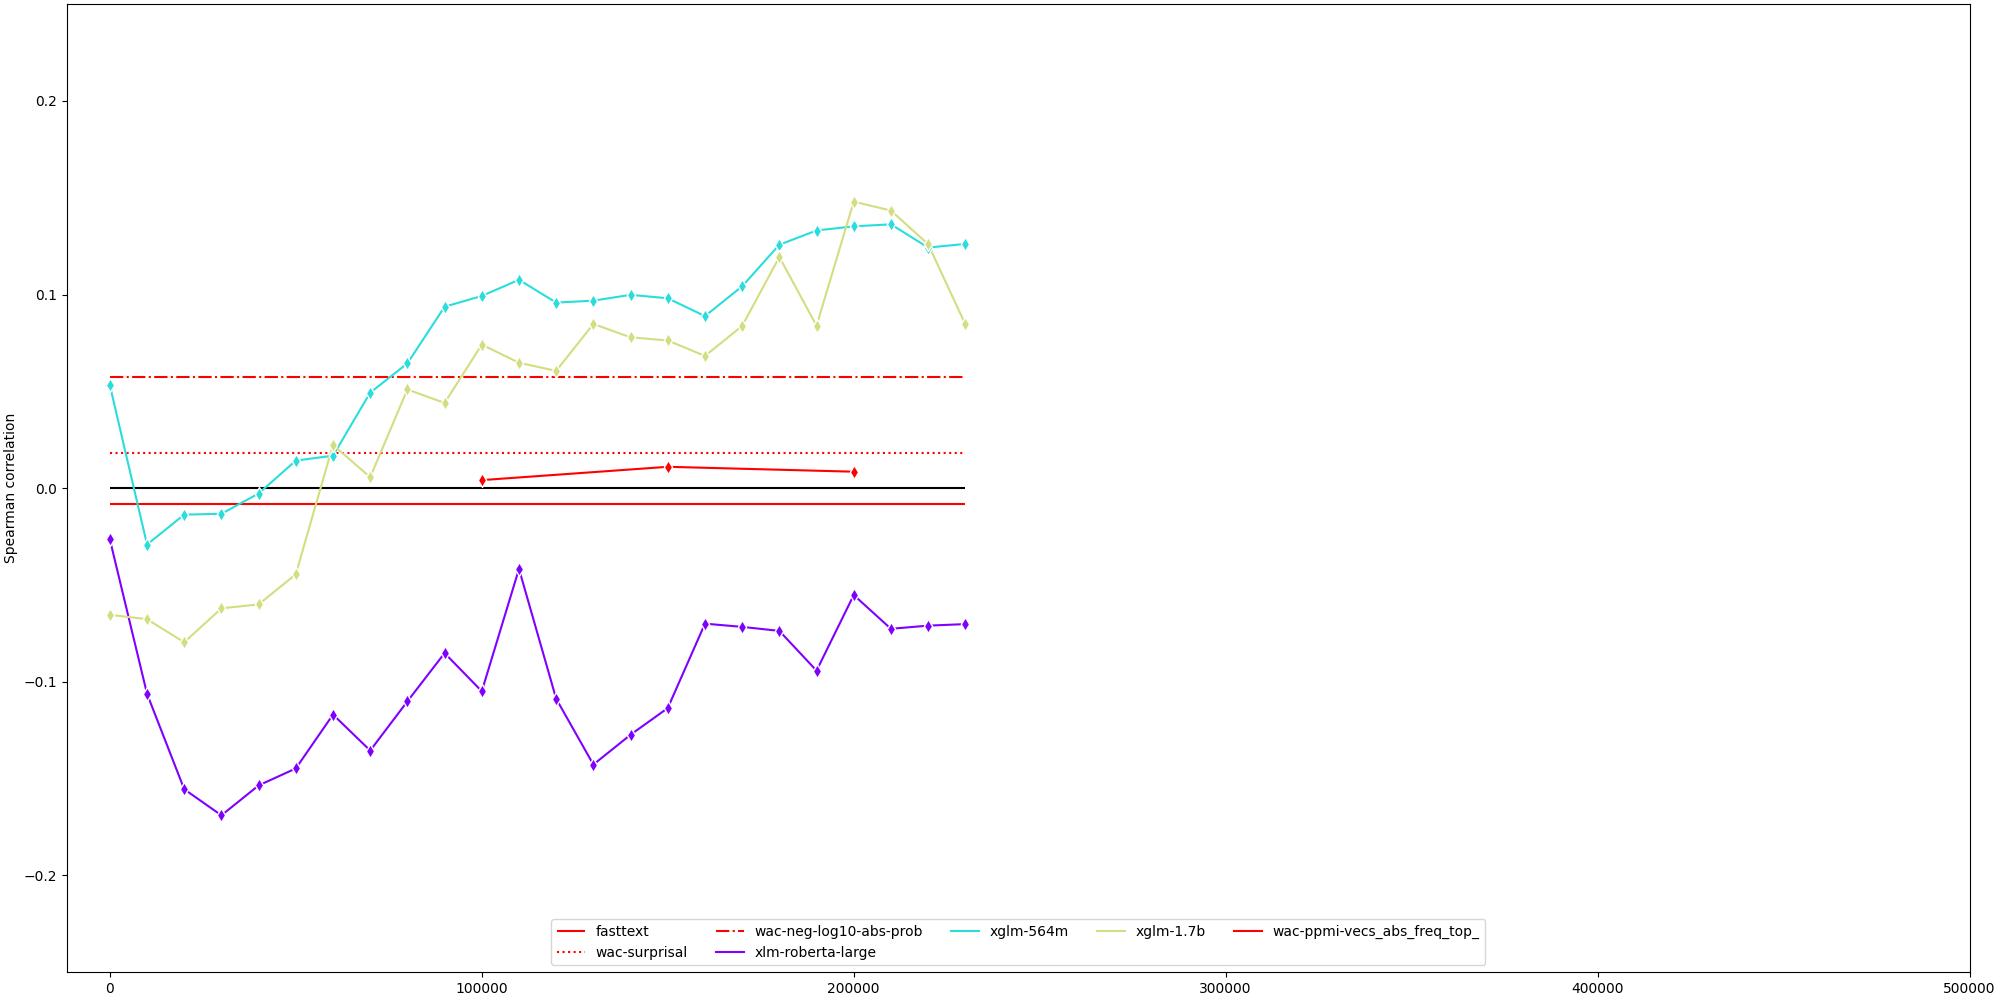 0.2
0.1
0.0
−0.1
−0.2
Spearman correlation
fasttext wac-neg-log10-abs-prob xglm-564m xglm-1.7b wac-ppmi-vecs_abs_freq_top_
wac-surprisal xlm-roberta-large
0 100000 200000 300000 400000 500000